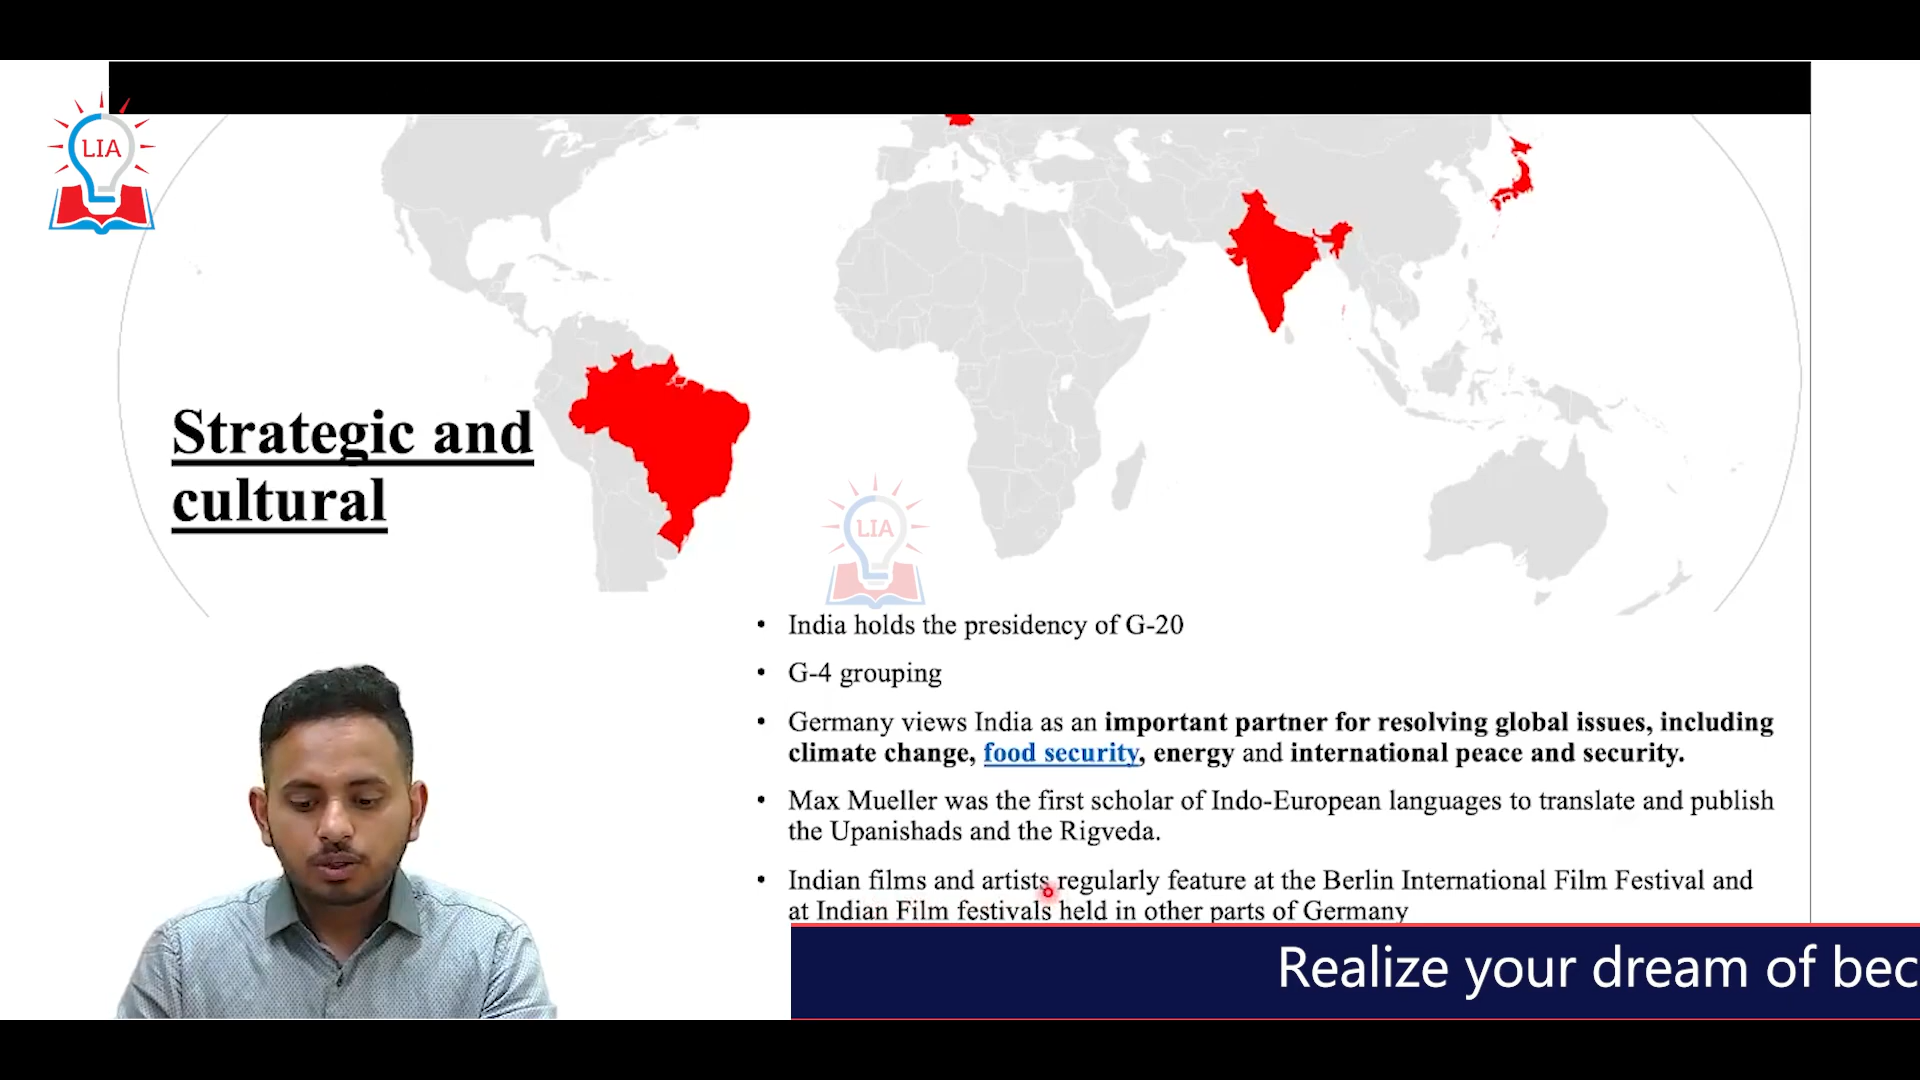 LIA
Strategic and
cultural
LIA
• India holds the presidency of G-20
• G-4 grouping
• Germany views India as an important partner for resolving global issues, including
climate change, food security, energy and international peace and security.
• Max Mueller was the first scholar of Indo-European languages to translate and publish
the Upanishads and the Rigveda.
• Indian films and artists regularly feature at the Berlin International Film Festival and
at Indian Film festivals held in other parts of Germany
Realize your dream of bec